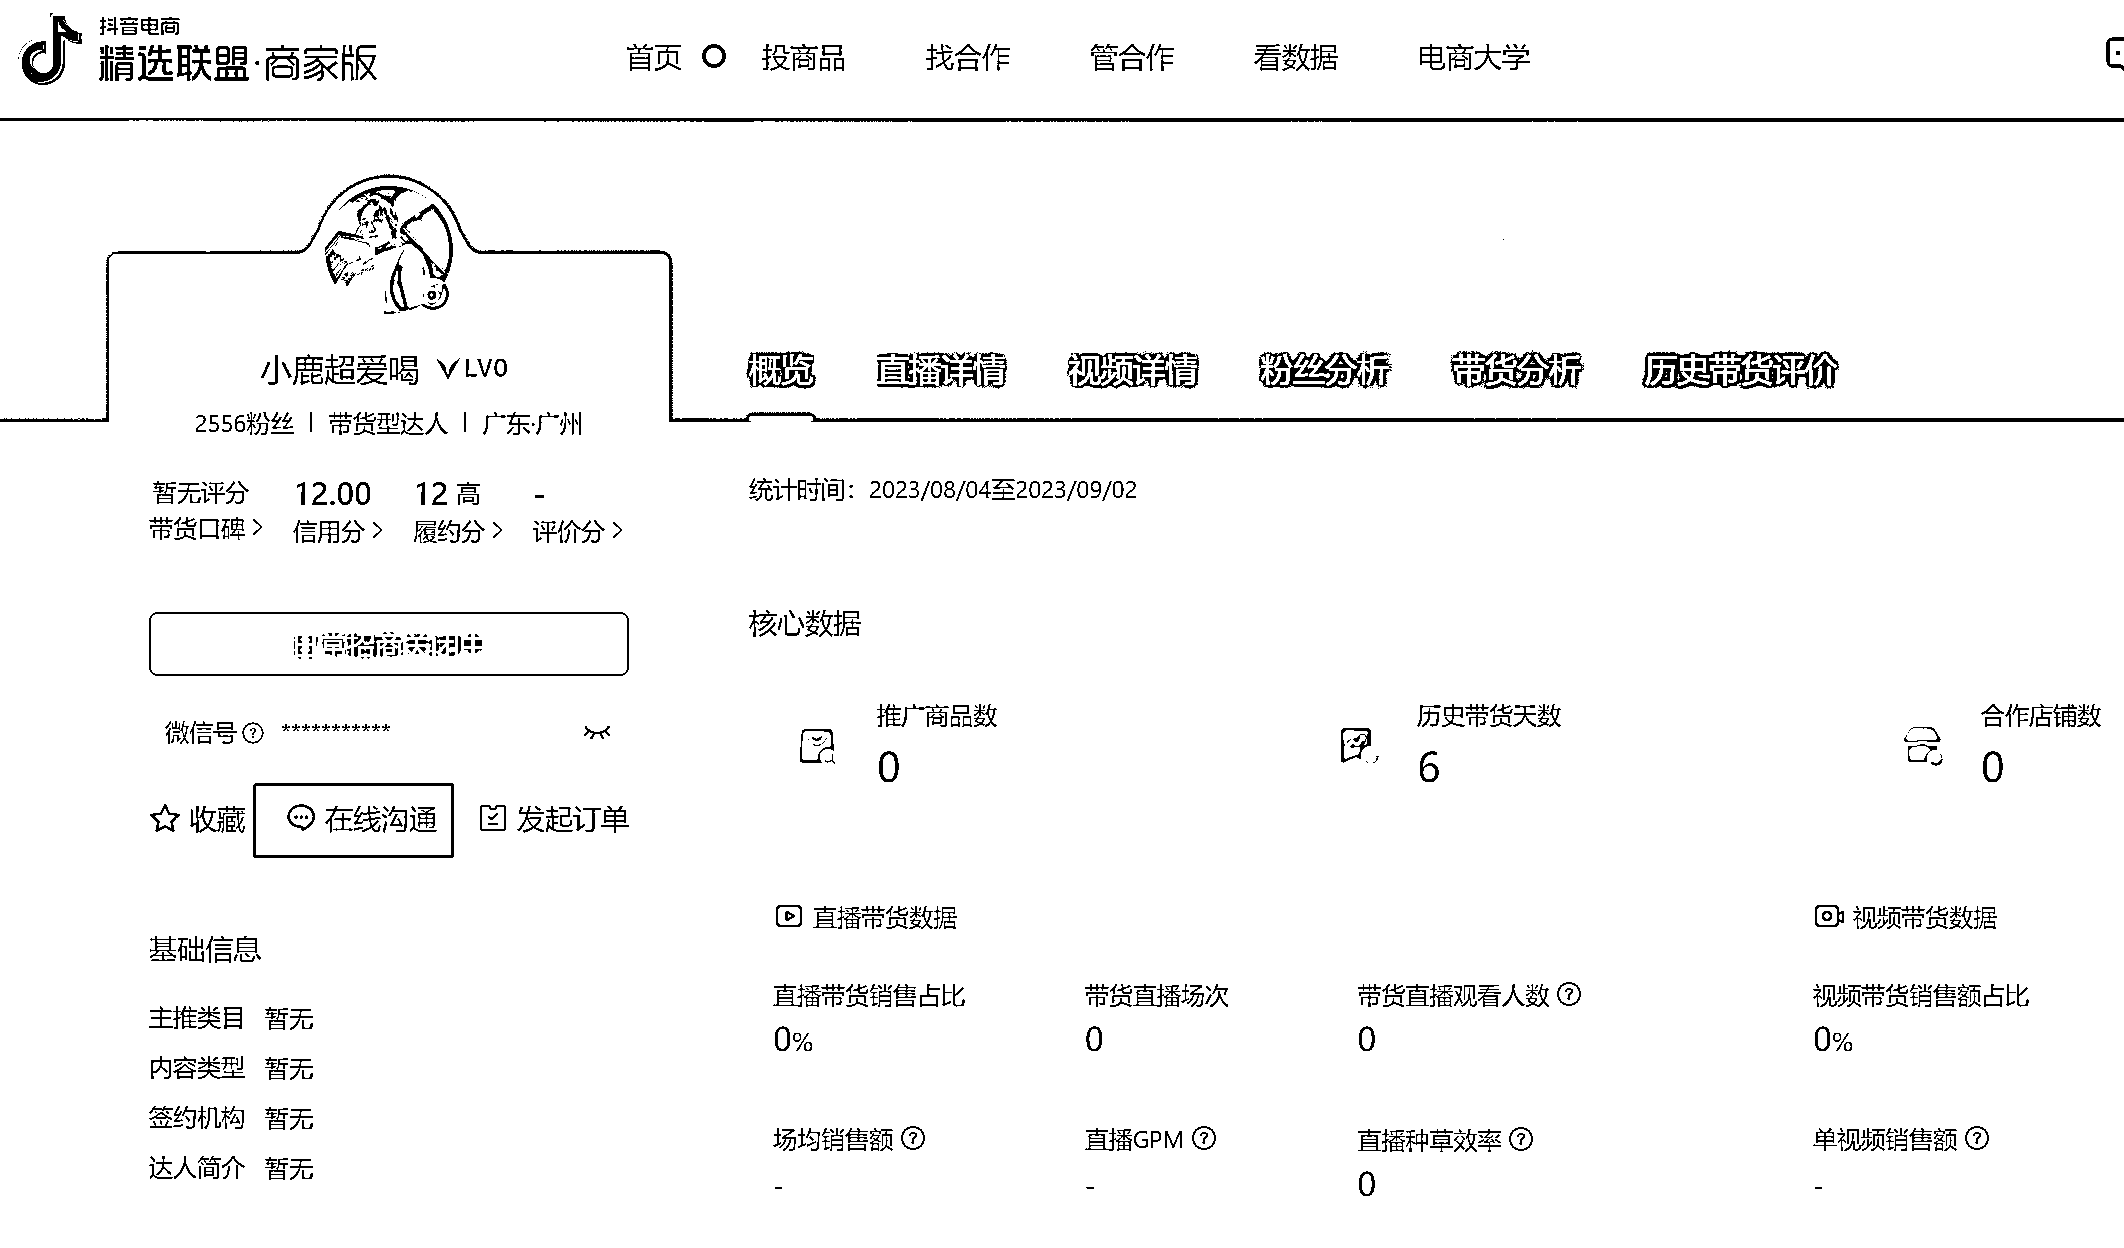 抖音电商
精选联盟·商家版
首页
投商品
找合作
管合作
看数据
电商大学
小鹿超爱喝 LV0
2556粉丝 | 带货型达人 | 广东·广州
暂无评分 12.00 12 高 -
带货口碑 > 信用分 > 履约分 > 评价分 >
招商关闭中
微信号 ? ***********
收藏
在线沟通
发起订单
基础信息
主推类目 暂无
内容类型 暂无
签约机构 暂无
达人简介 暂无
概览
直播详情
视频详情
粉丝分析
带货分析
历史带货评价
统计时间：2023/08/04至2023/09/02
核心数据
推广商品数
0
历史带货天数
6
合作店铺数
0
直播带货数据
直播带货销售占比 带货直播场次 带货直播观看人数 ?
0% 0 0
场均销售额 ? 直播GPM ? 直播种草效率 ?
- - 0
视频带货数据
视频带货销售额占比
0%
单视频销售额 ?
-